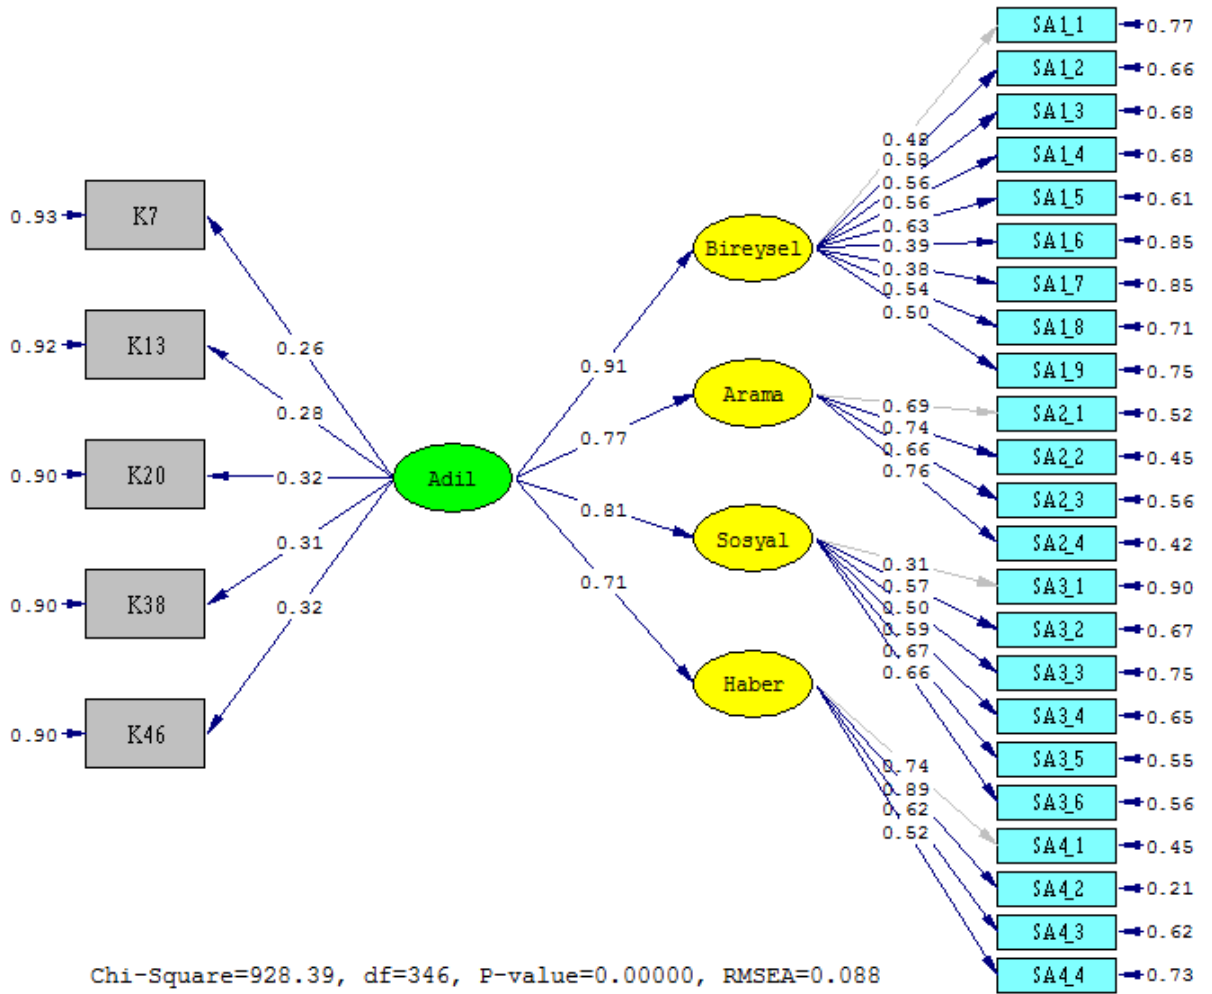 SA1_1
0.77
SA1_2
0.66
SA1_3
0.68
SA1_4
0.68
SA1_5
0.61
SA1_6
0.85
SA1_7
0.85
SA1_8
0.71
SA1_9
0.75
SA2_1
0.52
SA2_2
0.45
SA2_3
0.56
SA2_4
0.42
SA3_1
0.90
SA3_2
0.67
SA3_3
0.75
SA3_4
0.65
SA3_5
0.55
SA3_6
0.56
SA4_1
0.45
SA4_2
0.21
SA4_3
0.62
SA4_4
0.73
0.48
0.58
0.56
0.56
0.63
0.39
0.38
0.54
0.50
0.69
0.74
0.66
0.76
0.31
0.57
0.50
0.59
0.67
0.66
0.74
0.89
0.62
0.52
Bireysel
Arama
Sosyal
Haber
0.91
0.77
0.81
0.71
Adil
0.26
0.28
0.32
0.31
0.32
0.93
K7
0.92
K13
0.90
K20
0.90
K38
0.90
K46
Chi-Square=928.39, df=346, P-value=0.00000, RMSEA=0.088